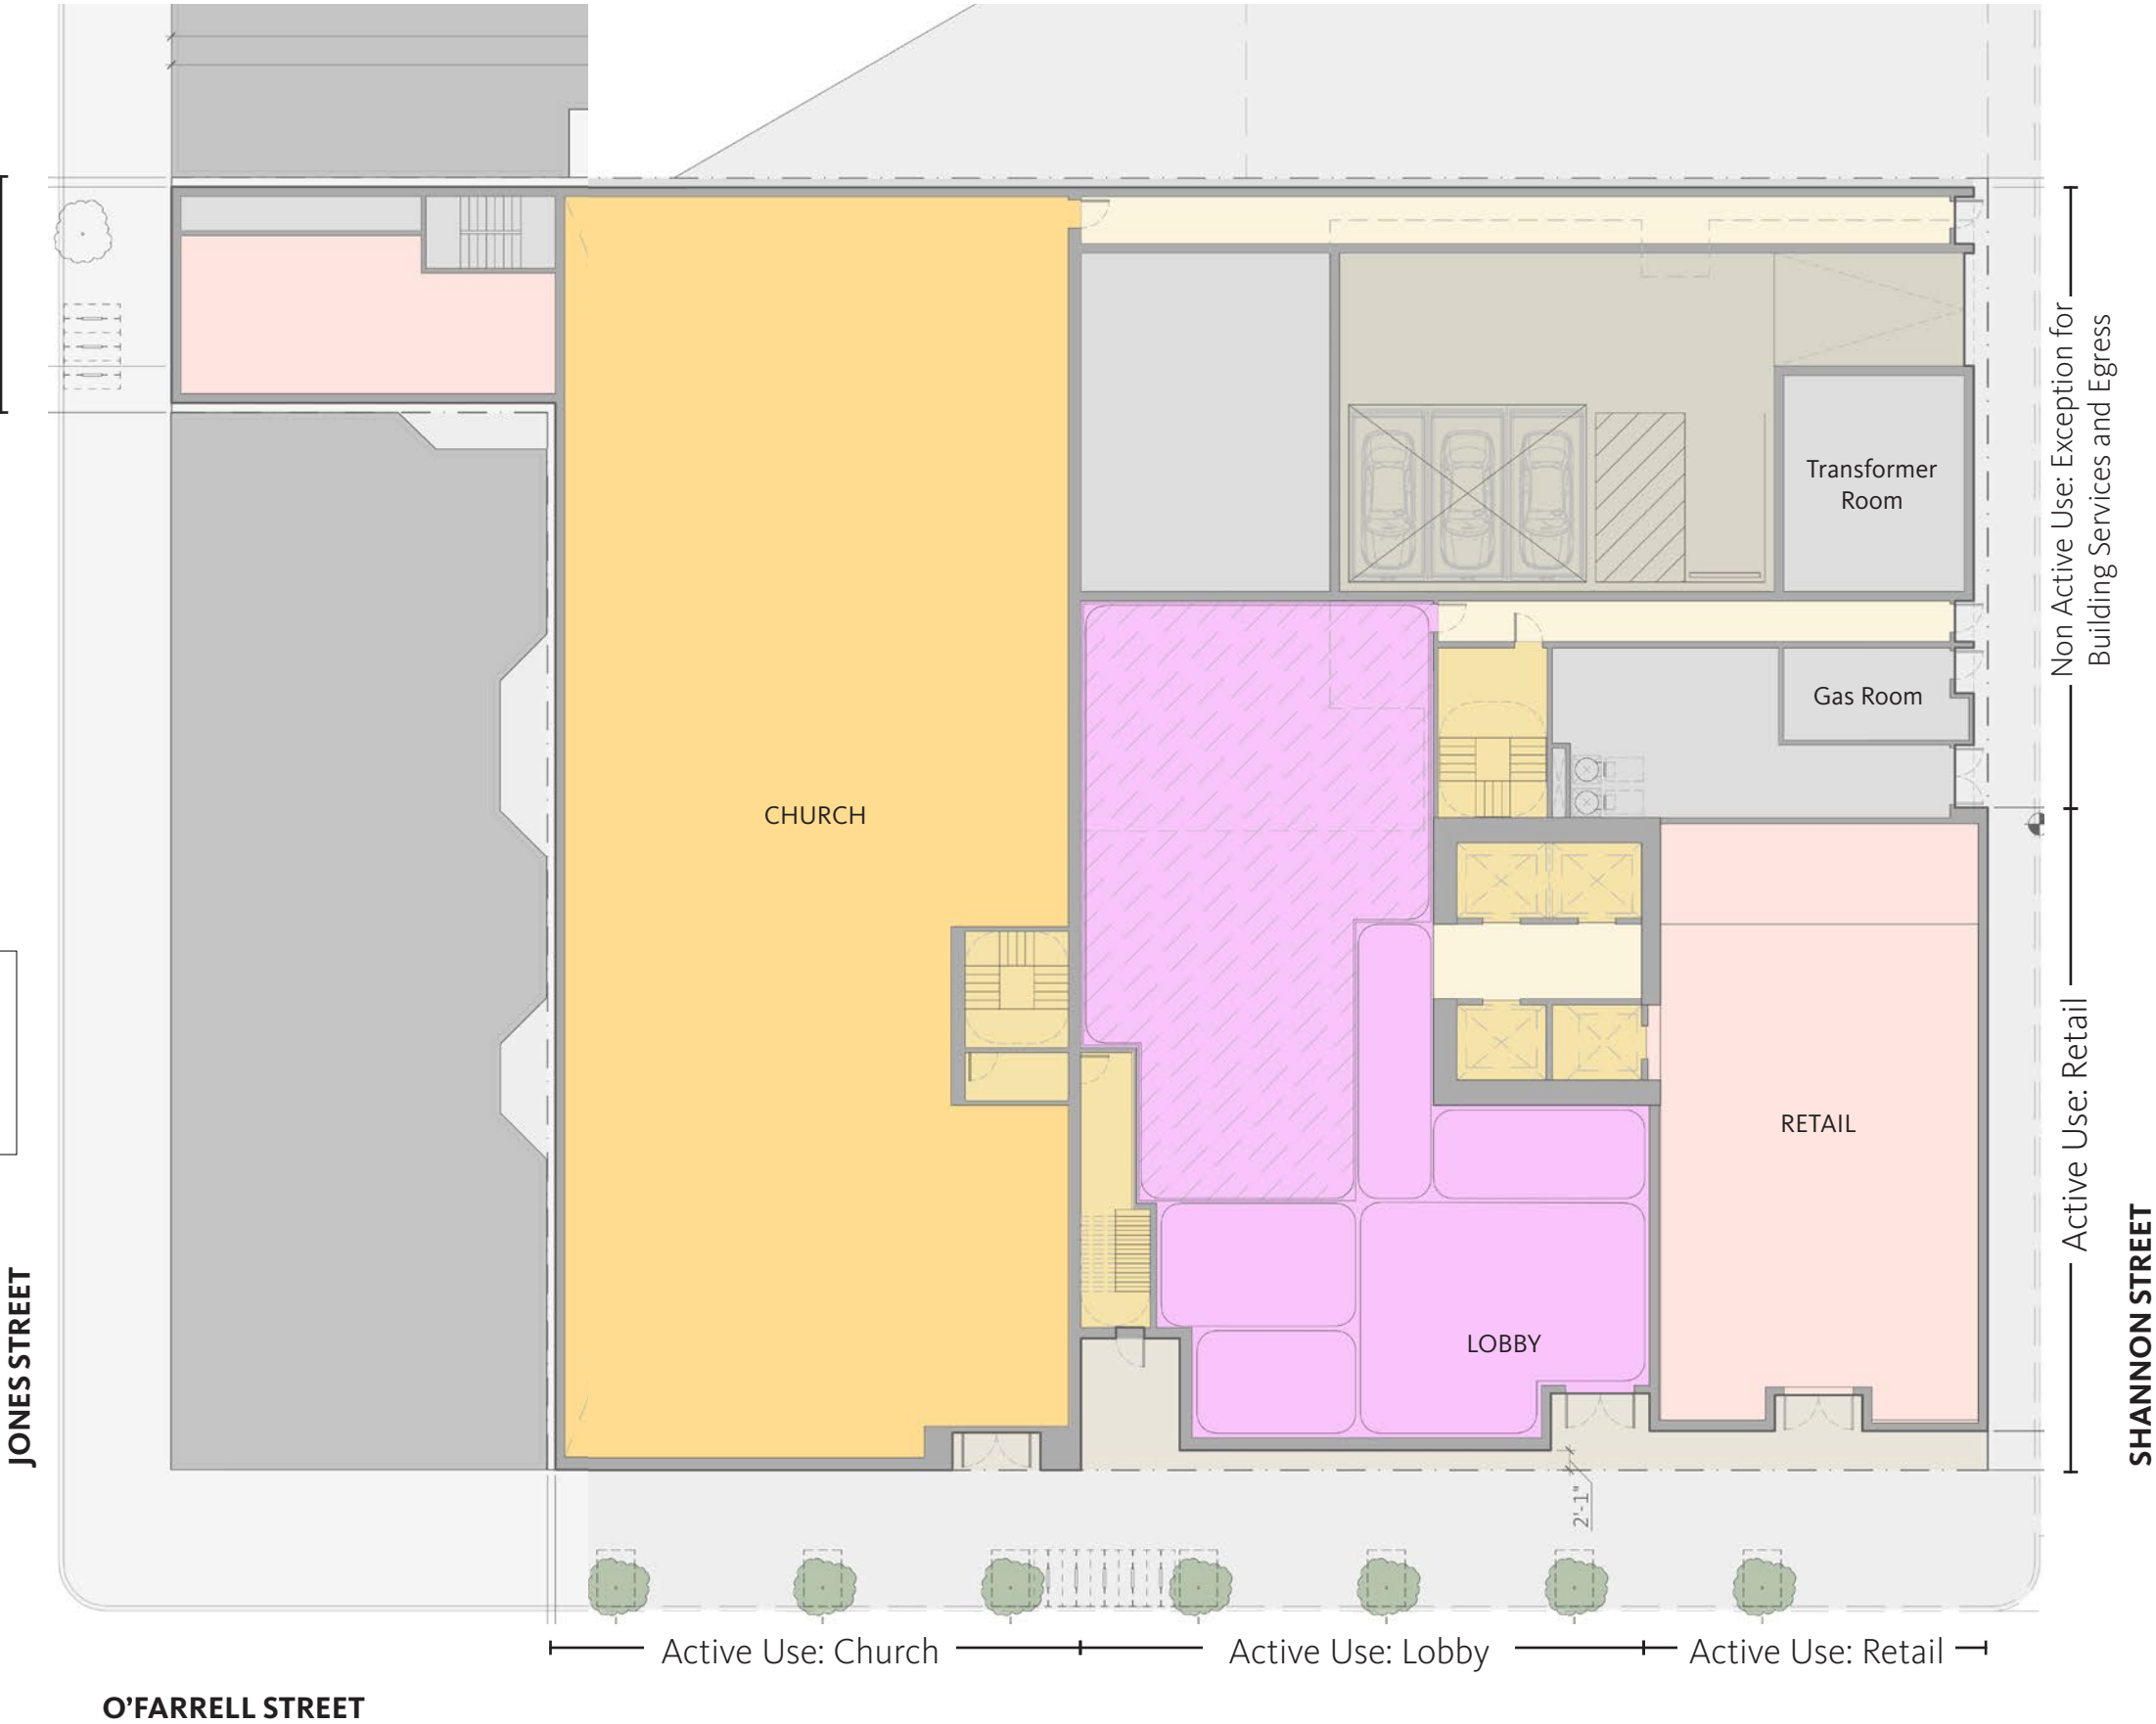 Non Active Use: Exception for
Building Services and Egress
Transformer
Room
Gas Room
CHURCH
Active Use: Retail
RETAIL
LOBBY
JONES STREET
SHANNON STREET
2'-1"
Active Use: Church
Active Use: Lobby
Active Use: Retail
O’FARRELL STREET